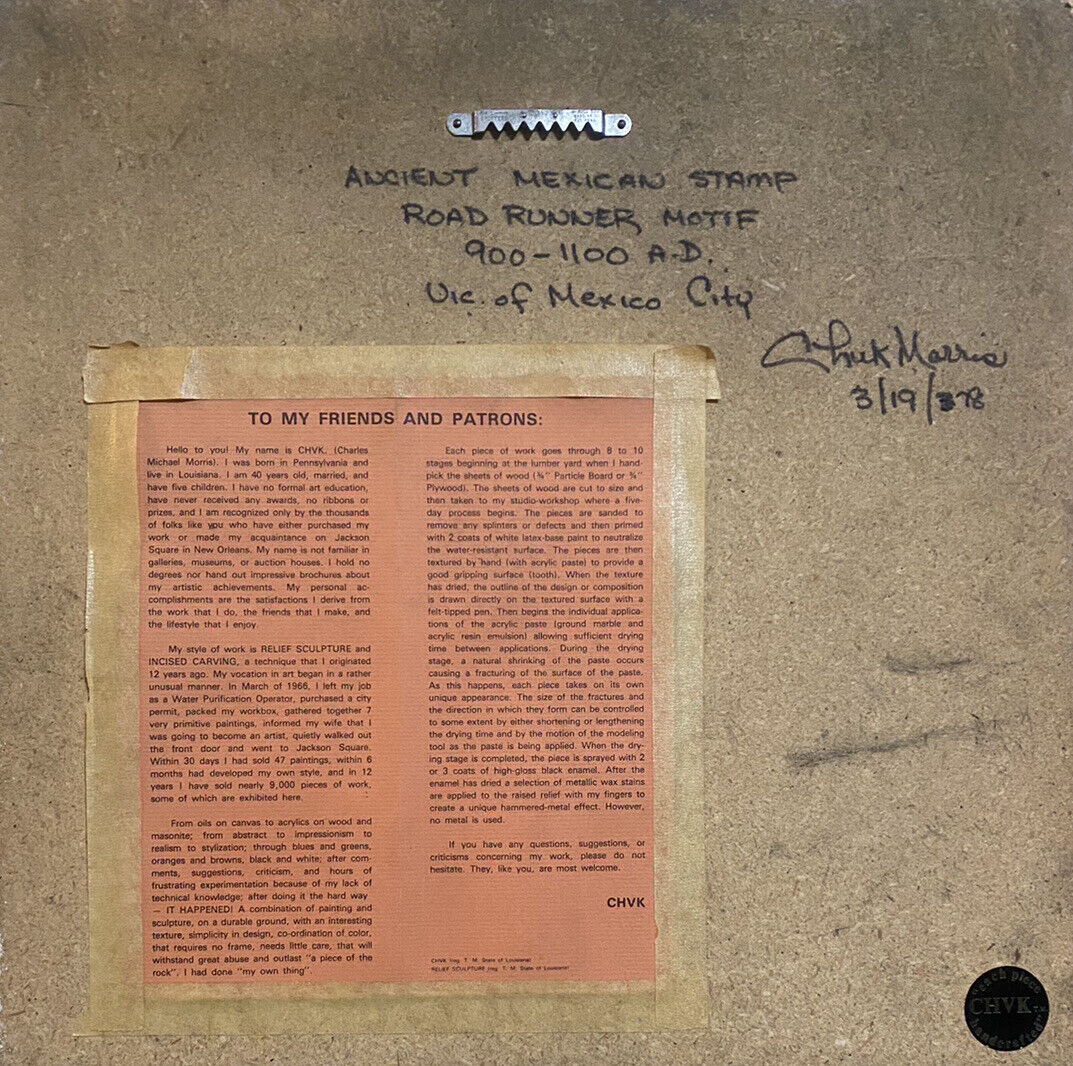 ANCIENT MEXICAN STAMP
ROAD RUNNER MOTIF
900-1100 A.D.
Vic. of Mexico City
Chuk Morris
3/19/78
TO MY FRIENDS AND PATRONS:
Hello to you! My name is CHVK. (Charles
Michael Morris). I was born in Pennsylvania and
live in Louisiana. I am 40 years old, married, and
have five children. I have no formal art education,
have never received any awards, no ribbons or
prizes, and I am recognized only by the thousands
of folks like you who have either purchased my
work or made my acquaintance on Jackson
Square in New Orleans. My name is not familiar in
galleries, museums, or auction houses. I hold no
degrees nor hand out impressive brochures about
my artistic achievements. My personal ac-
complishments are the satisfactions I derive from
the work that I do, the friends that I make, and
the lifestyle that I enjoy.
My style of work is RELIEF SCULPTURE and
INCISED CARVING, a technique that I originated
12 years ago. My vocation in art began in a rather
unusual manner. In March of 1966, I left my job
as a Water Purification Operator, purchased a city
permit, packed my workbox, gathered together 7
very primitive paintings, informed my wife that I
was going to become an artist, quietly walked out
the front door and went to Jackson Square.
Within 30 days I had sold 47 paintings, within 6
months had developed my own style, and in 12
years I have sold nearly 9,000 pieces of work,
some of which are exhibited here.
From oils on canvas to acrylics on wood and
masonite; from abstract to impressionism to
realism to stylization; through blues and greens,
oranges and browns, black and white; after com-
ments, suggestions, criticism, and hours of
frustrating experimentation because of my lack of
technical knowledge; after doing it the hard way
— IT HAPPENED! A combination of painting and
sculpture, on a durable ground, with an interesting
texture, simplicity in design, co-ordination of color,
that requires no frame, needs little care, that will
withstand great abuse and outlast "a piece of the
rock". I had done "my own thing".
Each piece of work goes through 8 to 10
stages beginning at the lumber yard when I hand-
pick the sheets of wood (¾" Particle Board or ¾"
Plywood). The sheets of wood are cut to size and
then taken to my studio-workshop where a five-
day process begins. The pieces are sanded to
remove any splinters or defects and then primed
with 2 coats of white latex-base paint to neutralize
the water-resistant surface. The pieces are then
textured by hand (with acrylic paste) to provide a
good gripping surface (tooth). When the texture
has dried, the outline of the design or composition
is drawn directly on the textured surface with a
felt-tipped pen. Then begins the individual applica-
tions of the acrylic paste (ground marble and
acrylic resin emulsion) allowing sufficient drying
time between applications. During the drying
stage, a natural shrinking of the paste occurs
causing a fracturing of the surface of the paste.
As this happens, each piece takes on its own
unique appearance. The size of the fractures and
the direction in which they form can be controlled
to some extent by either shortening or lengthening
the drying time and by the motion of the modeling
tool as the paste is being applied. When the dry-
ing stage is completed, the piece is sprayed with 2
or 3 coats of high-gloss black enamel. After the
enamel has dried a selection of metallic wax stains
are applied to the raised relief with my fingers to
create a unique hammered-metal effect. However,
no metal is used.
If you have any questions, suggestions, or
criticisms concerning my work, please do not
hesitate. They, like you, are most welcome.
CHVK
CHVK (reg. T. M. State of Louisiana)
RELIEF SCULPTURE (reg. T. M. State of Louisiana)
each piece
CHVK
handcrafted